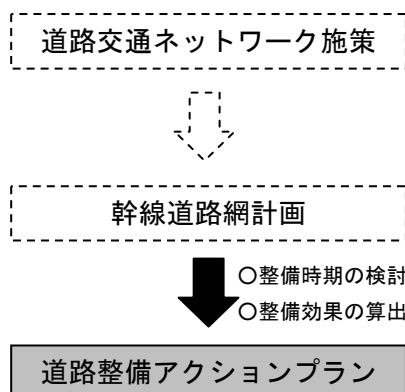 道路交通ネットワーク施策
幹線道路網計画
〇整備時期の検討
〇整備効果の算出
道路整備アクションプラン